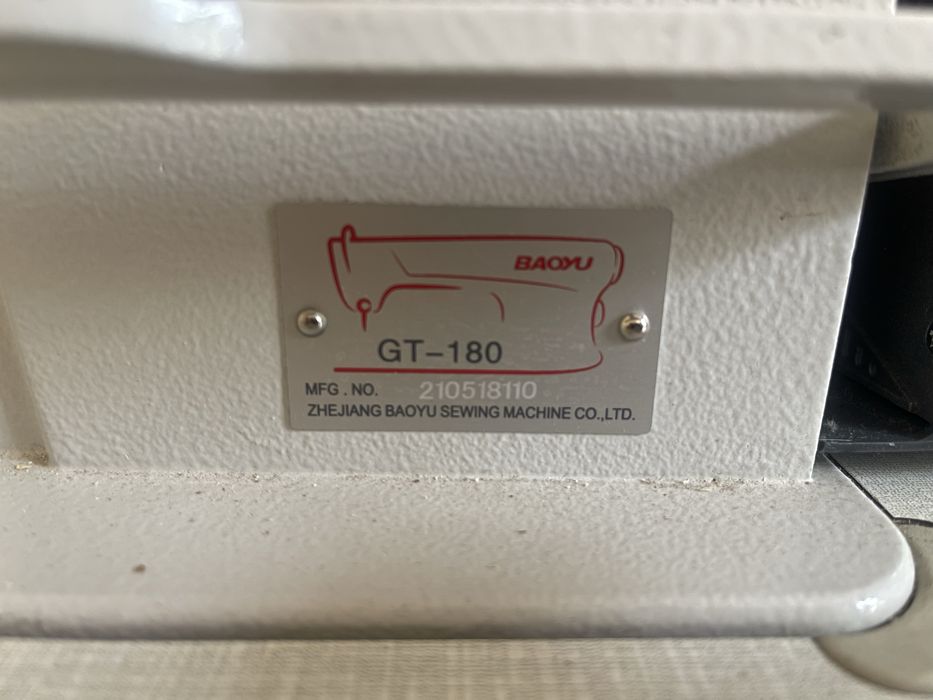 BAOYU
GT-180
MFG . NO. 210518110
ZHEJIANG BAOYU SEWING MACHINE CO.,LTD.